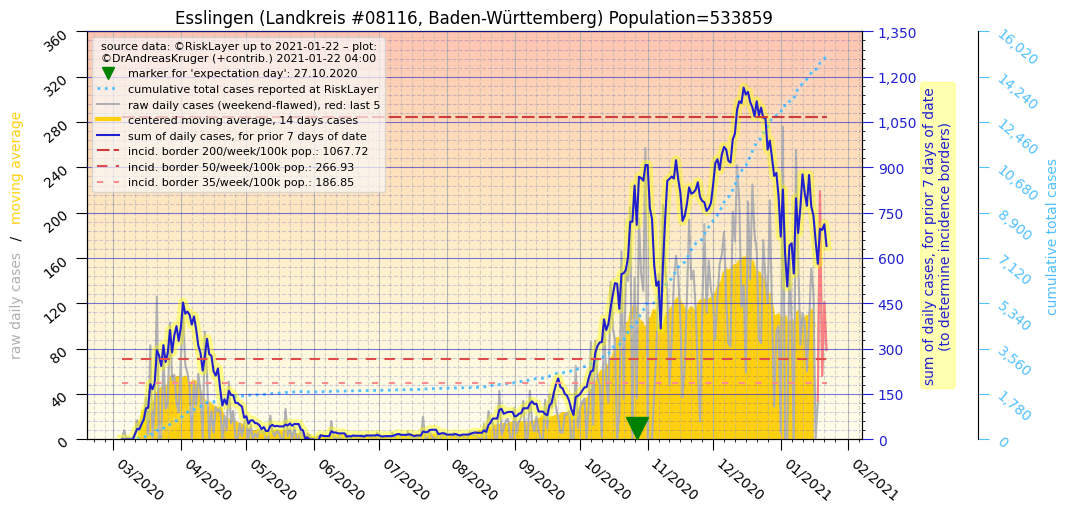 Esslingen (Landkreis #08116, Baden-Württemberg) Population=533859
source data: ©RiskLayer up to 2021-01-22 – plot:
©DrAndreasKruger (+contrib.) 2021-01-22 04:00
marker for 'expectation day': 27.10.2020
cumulative total cases reported at RiskLayer
raw daily cases (weekend-flawed), red: last 5
centered moving average, 14 days cases
sum of daily cases, for prior 7 days of date
incid. border 200/week/100k pop.: 1067.72
incid. border 50/week/100k pop.: 266.93
incid. border 35/week/100k pop.: 186.85
raw daily cases / moving average
360
320
280
240
200
160
120
80
40
0
03/2020
04/2020
05/2020
06/2020
07/2020
08/2020
09/2020
10/2020
11/2020
12/2020
01/2021
02/2021
1,350
1,200
1,050
900
750
600
450
300
150
0
sum of daily cases, for prior 7 days of date
(to determine incidence borders)
16,020
14,240
12,460
10,680
8,900
7,120
5,340
3,560
1,780
0
cumulative total cases